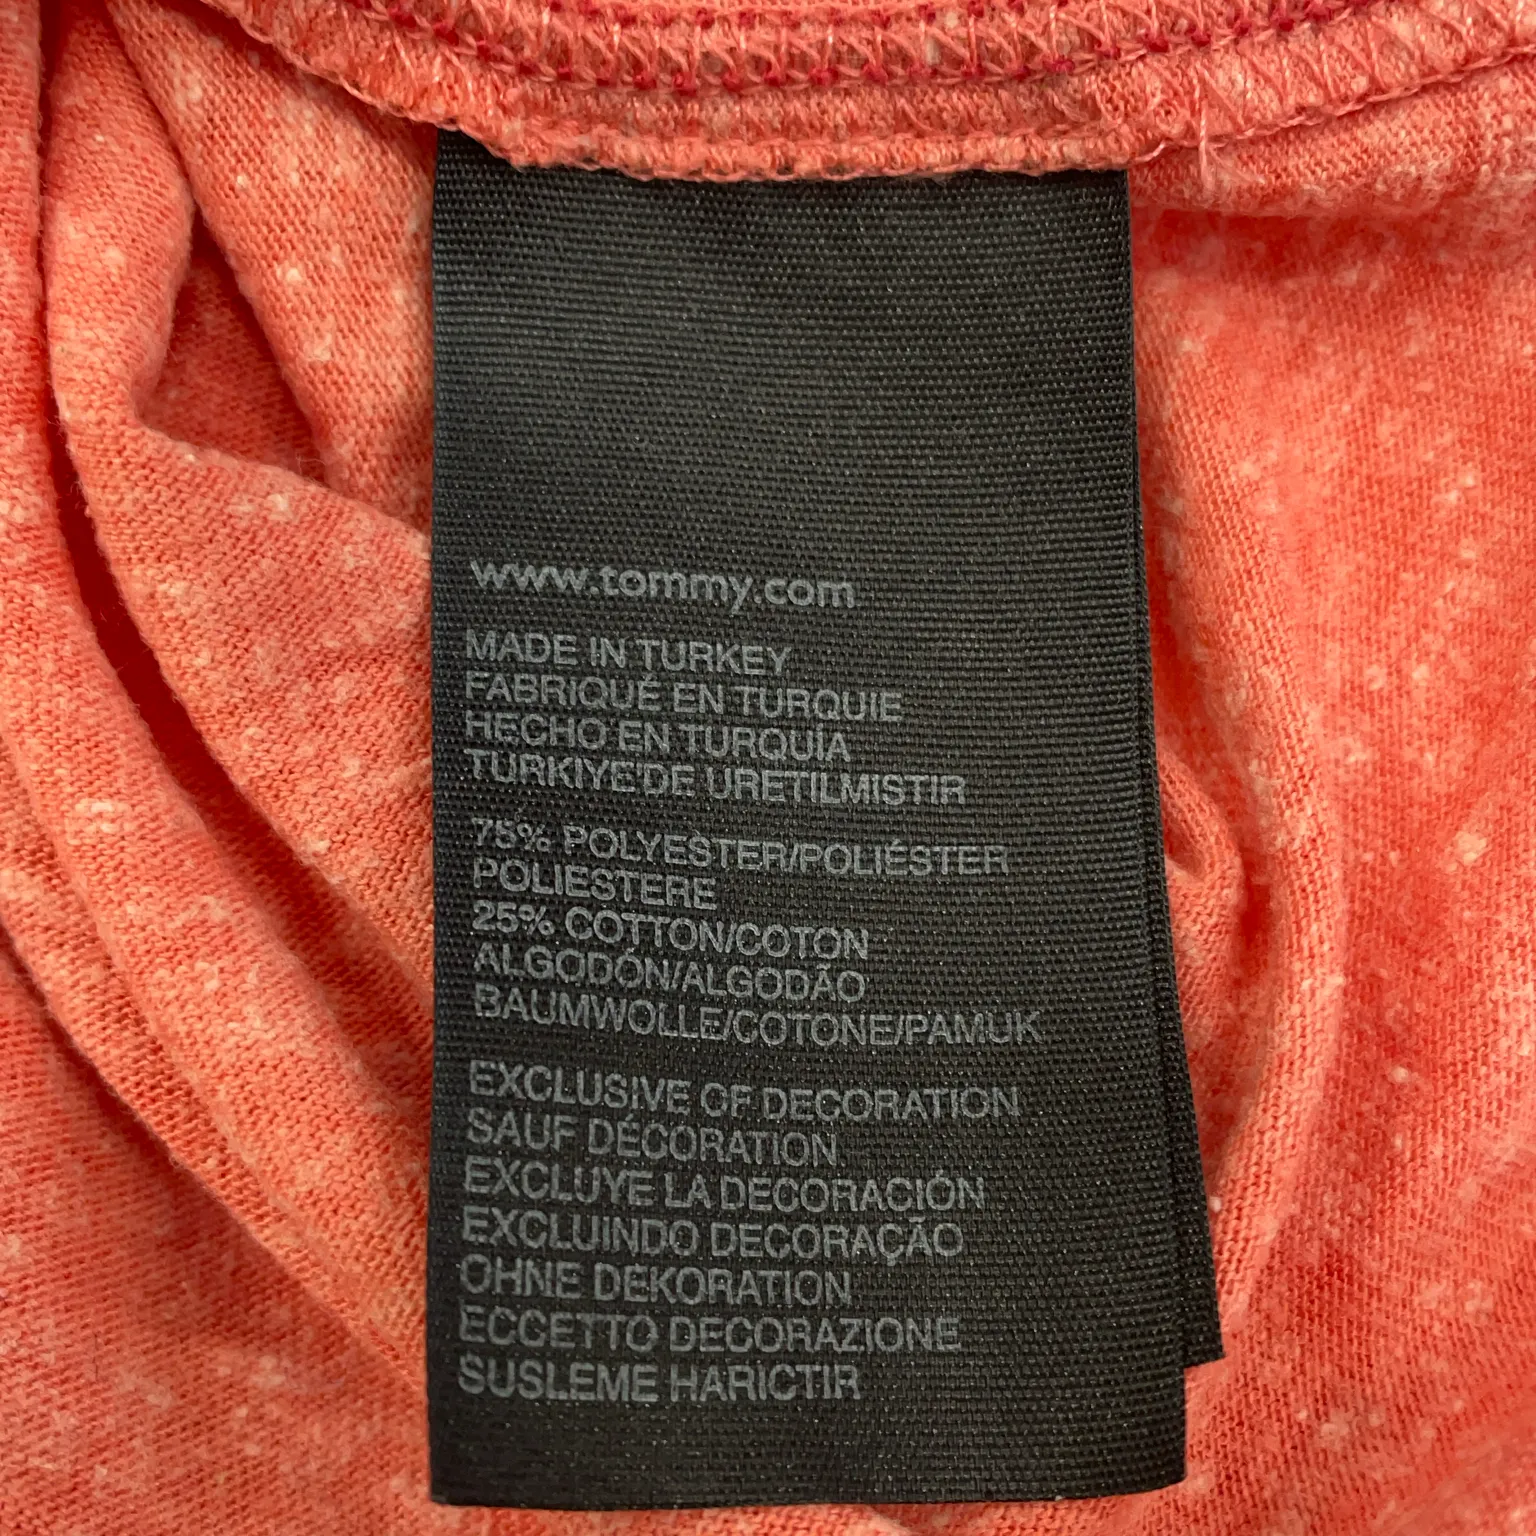 www.tommy.com
MADE IN TURKEY
FABRIQUÉ EN TURQUIE
HECHO EN TURQUÍA
TURKIYE'DE URETILMISTIR
75% POLYESTER/POLIÉSTER
POLIESTERE
25% COTTON/COTON
ALGODÓN/ALGODÃO
BAUMWOLLE/COTONE/PAMUK
EXCLUSIVE OF DECORATION
SAUF DÉCORATION
EXCLUYE LA DECORACIÓN
EXCLUINDO DECORAÇÃO
OHNE DEKORATION
ECCETTO DECORAZIONE
SUSLEME HARICTIR